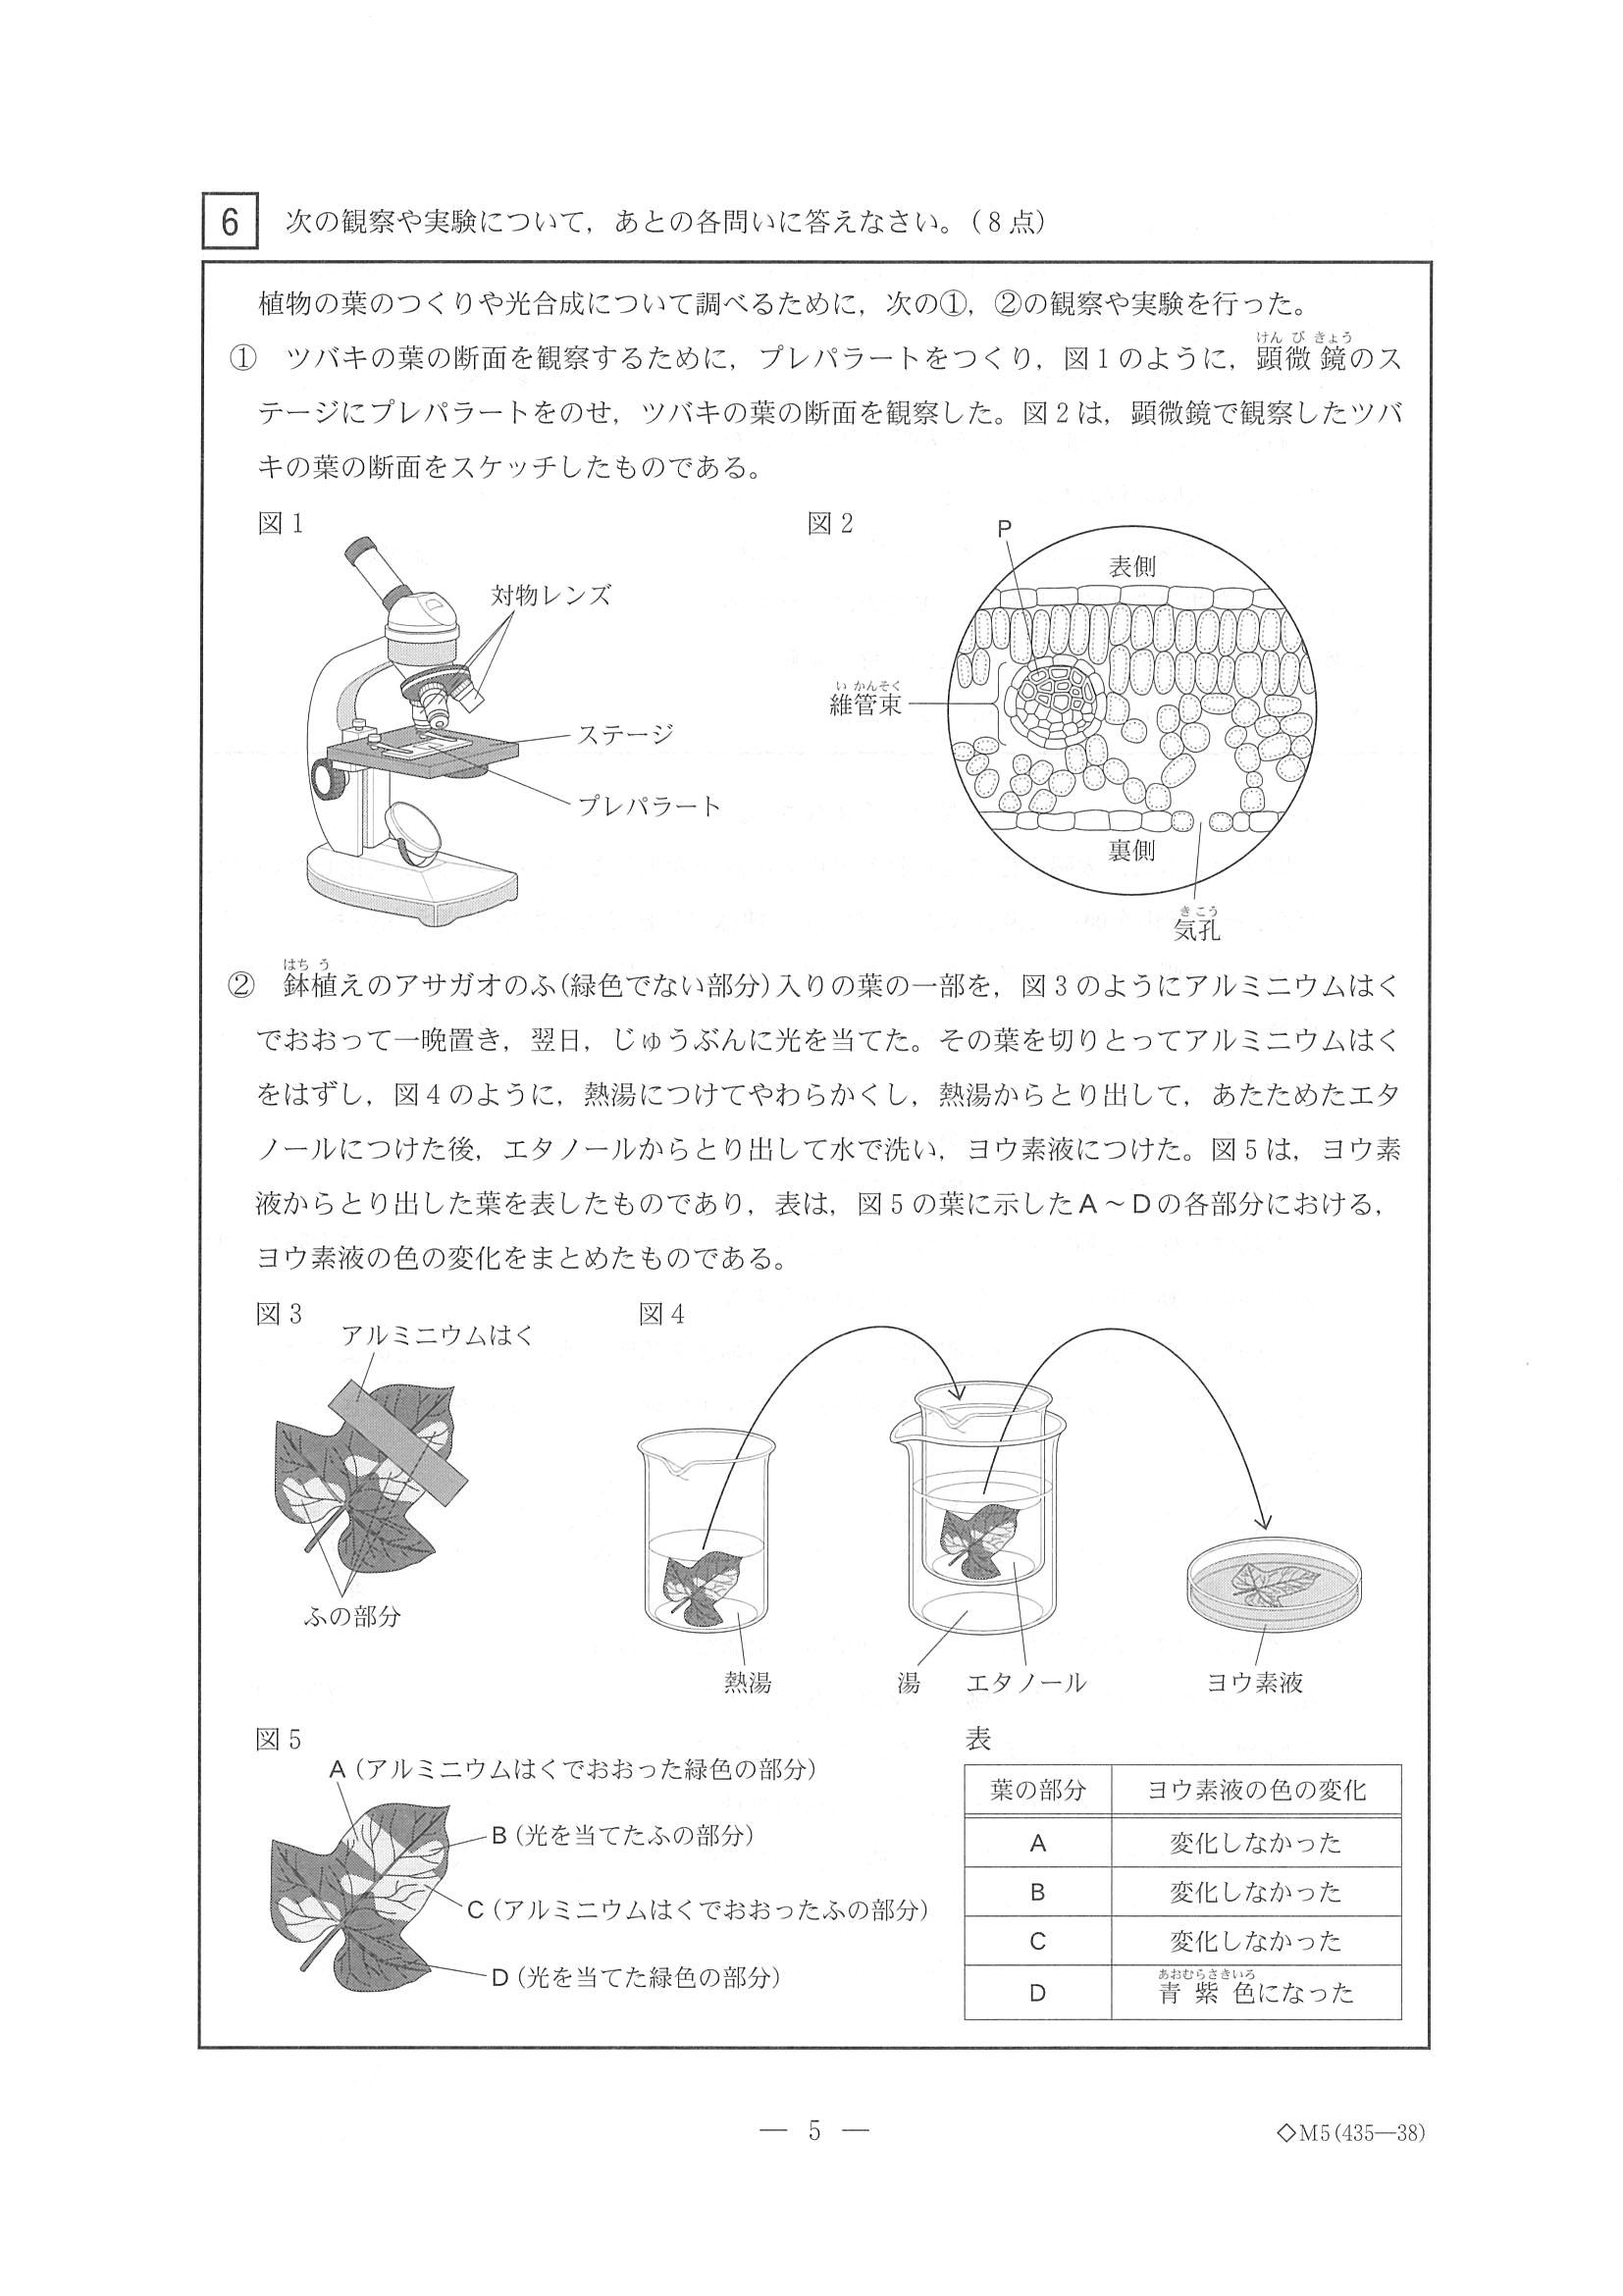 6 次の観察や実験について，あとの各問いに答えなさい。（8点）
植物の葉のつくりや光合成について調べるために，次の①，②の観察や実験を行った。
① ツバキの葉の断面を観察するために，プレパラートをつくり，図1のように，顕微鏡のス
けん び きょう
テージにプレパラートをのせ，ツバキの葉の断面を観察した。図2は，顕微鏡で観察したツバ
キの葉の断面をスケッチしたものである。
図1
対物レンズ
ステージ
プレパラート
図2
P
表側
い かんそく
維管束
裏側
きこう
気孔
はち う
② 鉢植えのアサガオのふ(緑色でない部分)入りの葉の一部を，図3のようにアルミニウムはく
でおおって一晩置き，翌日，じゅうぶんに光を当てた。その葉を切りとってアルミニウムはく
をはずし，図4のように，熱湯につけてやわらかくし，熱湯からとり出して，あたためたエタ
ノールにつけた後，エタノールからとり出して水で洗い，ヨウ素液につけた。図5は，ヨウ素
液からとり出した葉を表したものであり，表は，図5の葉に示したA～Dの各部分における，
ヨウ素液の色の変化をまとめたものである。
図3
アルミニウムはく
ふの部分
図4
熱湯
湯
エタノール
ヨウ素液
図5
A（アルミニウムはくでおおった緑色の部分）
B（光を当てたふの部分）
C（アルミニウムはくでおおったふの部分）
D（光を当てた緑色の部分）
表
葉の部分 ヨウ素液の色の変化
A 変化しなかった
B 変化しなかった
C 変化しなかった
あおむらさきいろ
D 青紫色になった
— 5 —
◇M5(435—38)